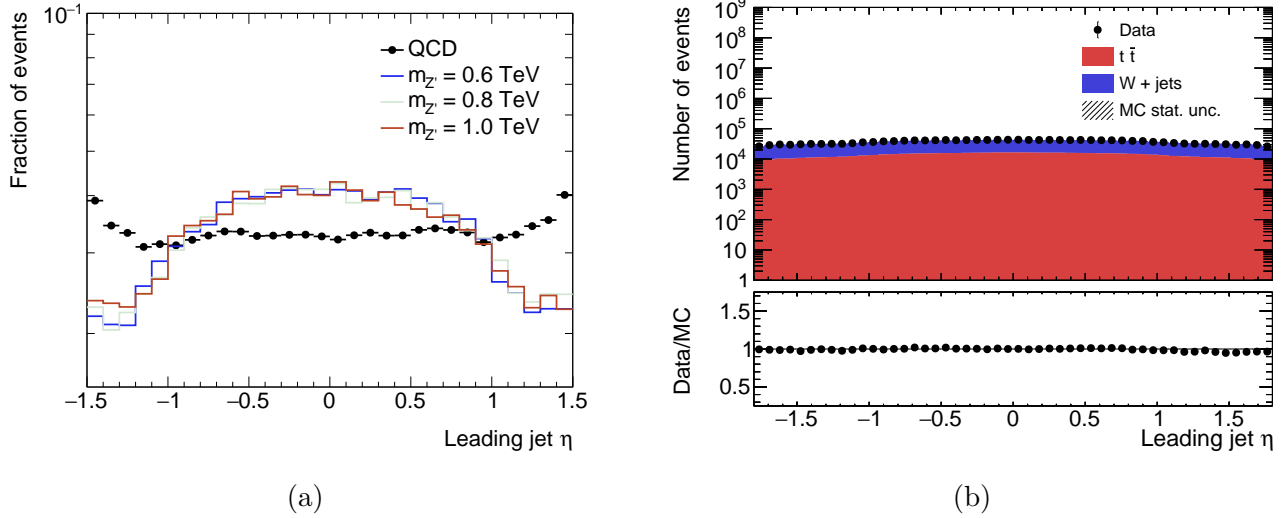 Fraction of events
10⁻¹
QCD
m_Z' = 0.6 TeV
m_Z' = 0.8 TeV
m_Z' = 1.0 TeV
−1.5 −1 −0.5 0 0.5 1 1.5
Leading jet η
(a)
Number of events
10⁹
10⁸
10⁷
10⁶
10⁵
10⁴
10³
10²
10
1
Data
t t̄
W + jets
MC stat. unc.
Data/MC
1.5
1
0.5
−1.5 −1 −0.5 0 0.5 1 1.5
Leading jet η
(b)